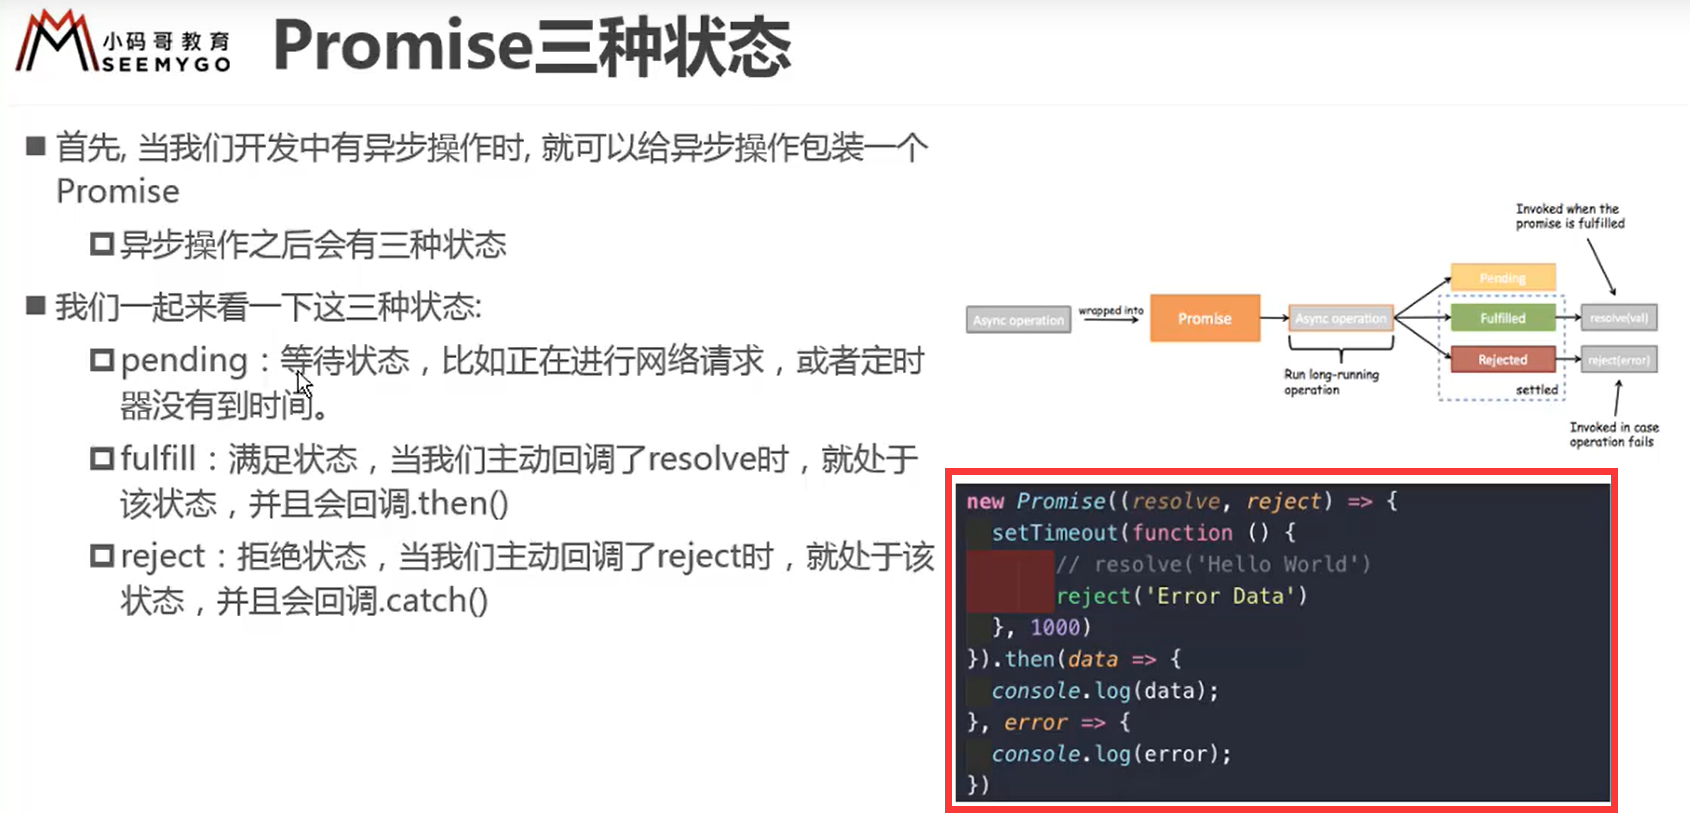 小码哥教育
SEEMYGO
Promise三种状态
首先, 当我们开发中有异步操作时, 就可以给异步操作包装一个
Promise
异步操作之后会有三种状态
我们一起来看一下这三种状态:
pending：等待状态，比如正在进行网络请求，或者定时
器没有到时间。
fulfill：满足状态，当我们主动回调了resolve时，就处于
该状态，并且会回调.then()
reject：拒绝状态，当我们主动回调了reject时，就处于该
状态，并且会回调.catch()
Invoked when the
promise is fulfilled
Async operation
wrapped into
Promise
Async operation
Pending
Fulfilled
Rejected
settled
resolve(val)
reject(error)
Run long-running
operation
Invoked in case
operation fails
new Promise((resolve, reject) => {
setTimeout(function () {
// resolve('Hello World')
reject('Error Data')
}, 1000)
}).then(data => {
console.log(data);
}, error => {
console.log(error);
})